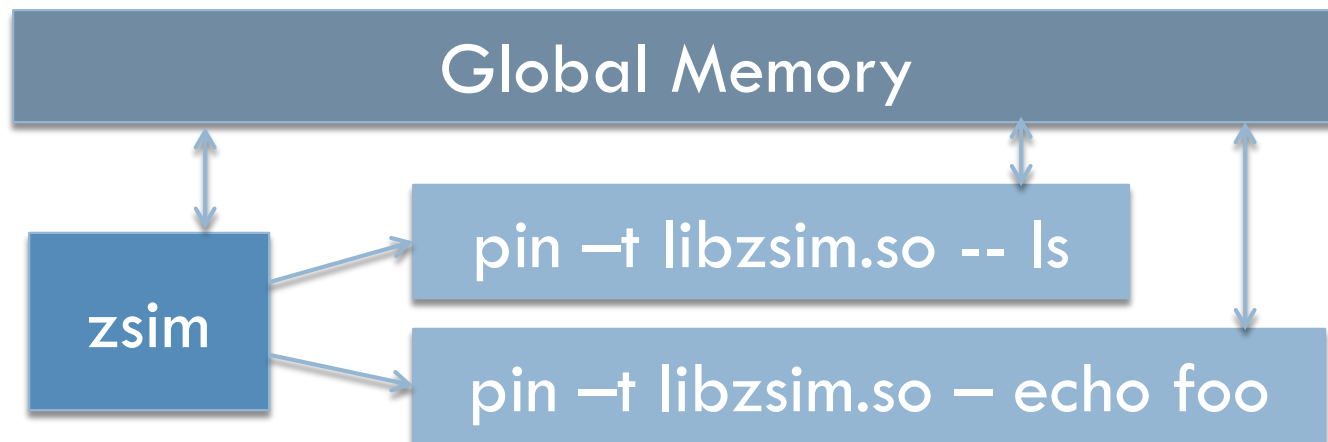 Global Memory
pin –t libzsim.so -- ls
zsim
pin –t libzsim.so – echo foo